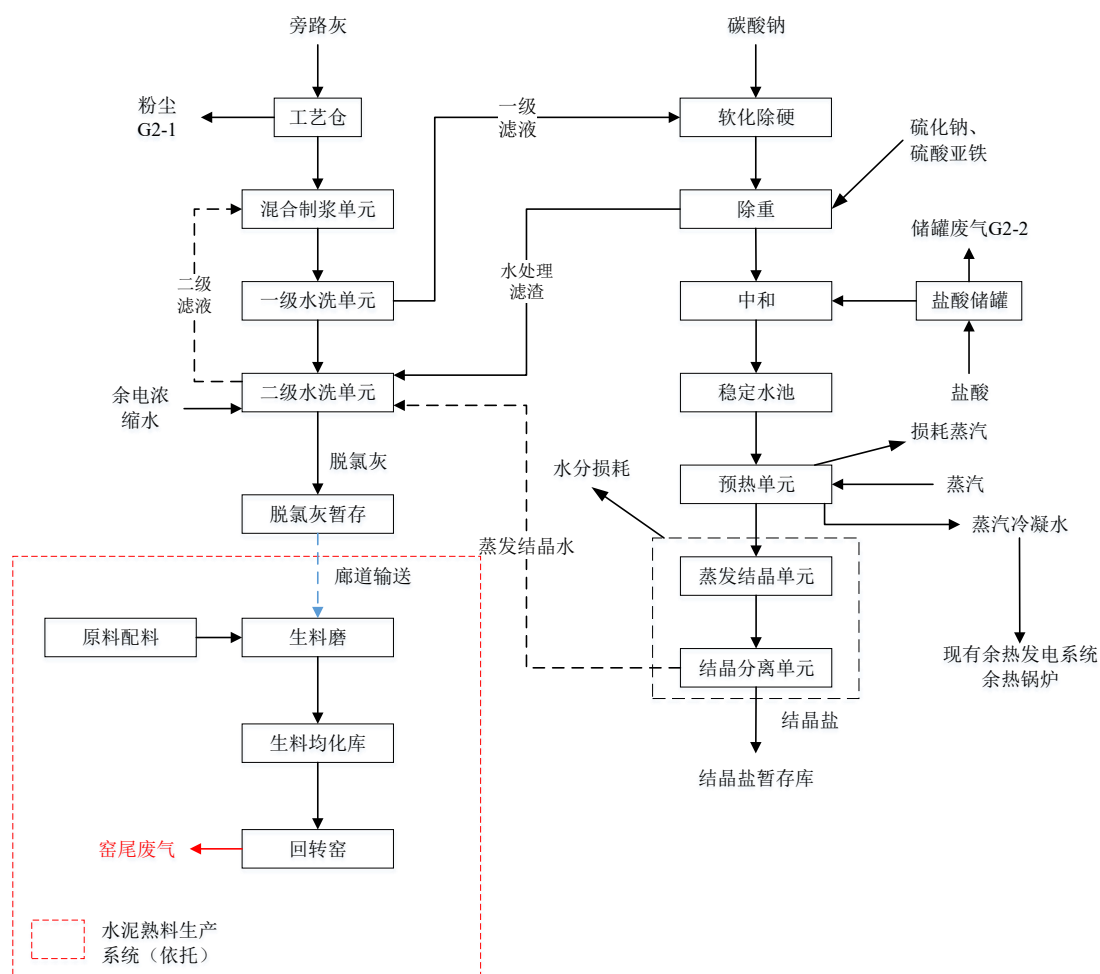 旁路灰
碳酸钠
粉尘
G2-1
工艺仓
一级
滤液
软化除硬
硫化钠、
硫酸亚铁
混合制浆单元
除重
储罐废气G2-2
二级
滤液
水处理
滤渣
一级水洗单元
中和
盐酸储罐
余电浓
缩水
二级水洗单元
稳定水池
盐酸
脱氯灰
水分损耗
损耗蒸汽
预热单元
蒸汽
脱氯灰暂存
蒸汽冷凝水
蒸发结晶水
廊道输送
蒸发结晶单元
原料配料
生料磨
结晶分离单元
现有余热发电系统
余热锅炉
结晶盐
生料均化库
结晶盐暂存库
窑尾废气
回转窑
水泥熟料生产
系统（依托）